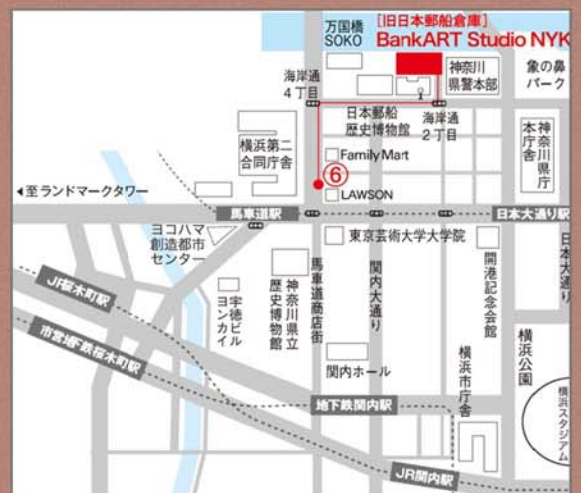 [旧日本郵船倉庫]
BankART Studio NYK
万国橋
SOKO
神奈川
県警本部
象の鼻
パーク
海岸通
4丁目
日本郵船
歴史博物館
海岸通
2丁目
横浜第二
合同庁舎
神奈川県庁
本庁舎
Family Mart
⑥
LAWSON
◀至ランドマークタワー
馬車道駅
日本大通り駅
ヨコハマ
創造都市
センター
東京芸術大学大学院
日本大通り
JR桜木町駅
宇徳ビル
ヨンカイ
神奈川県立
歴史博物館
馬車道商店街
関内大通り
開港記念会館
市営地下鉄桜木町駅
関内ホール
横浜市庁舎
横浜公園
地下鉄関内駅
横浜スタジアム
JR関内駅